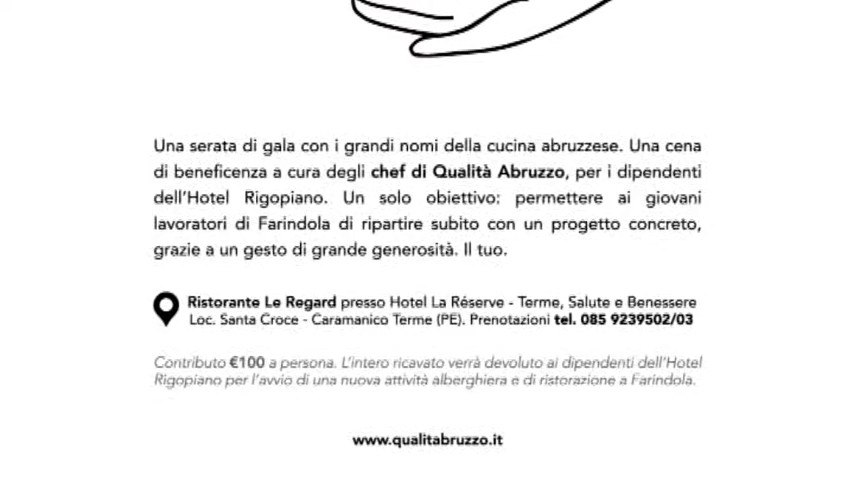 Una serata di gala con i grandi nomi della cucina abruzzese. Una cena
di beneficenza a cura degli chef di Qualità Abruzzo, per i dipendenti
dell'Hotel Rigopiano. Un solo obiettivo: permettere ai giovani
lavoratori di Farindola di ripartire subito con un progetto concreto,
grazie a un gesto di grande generosità. Il tuo.
Ristorante Le Regard presso Hotel La Réserve - Terme, Salute e Benessere
Loc. Santa Croce - Caramanico Terme (PE). Prenotazioni tel. 085 9239502/03
Contributo €100 a persona. L'intero ricavato verrà devoluto ai dipendenti dell'Hotel
Rigopiano per l'avvio di una nuova attività alberghiera e di ristorazione a Farindola.
www.qualitabruzzo.it